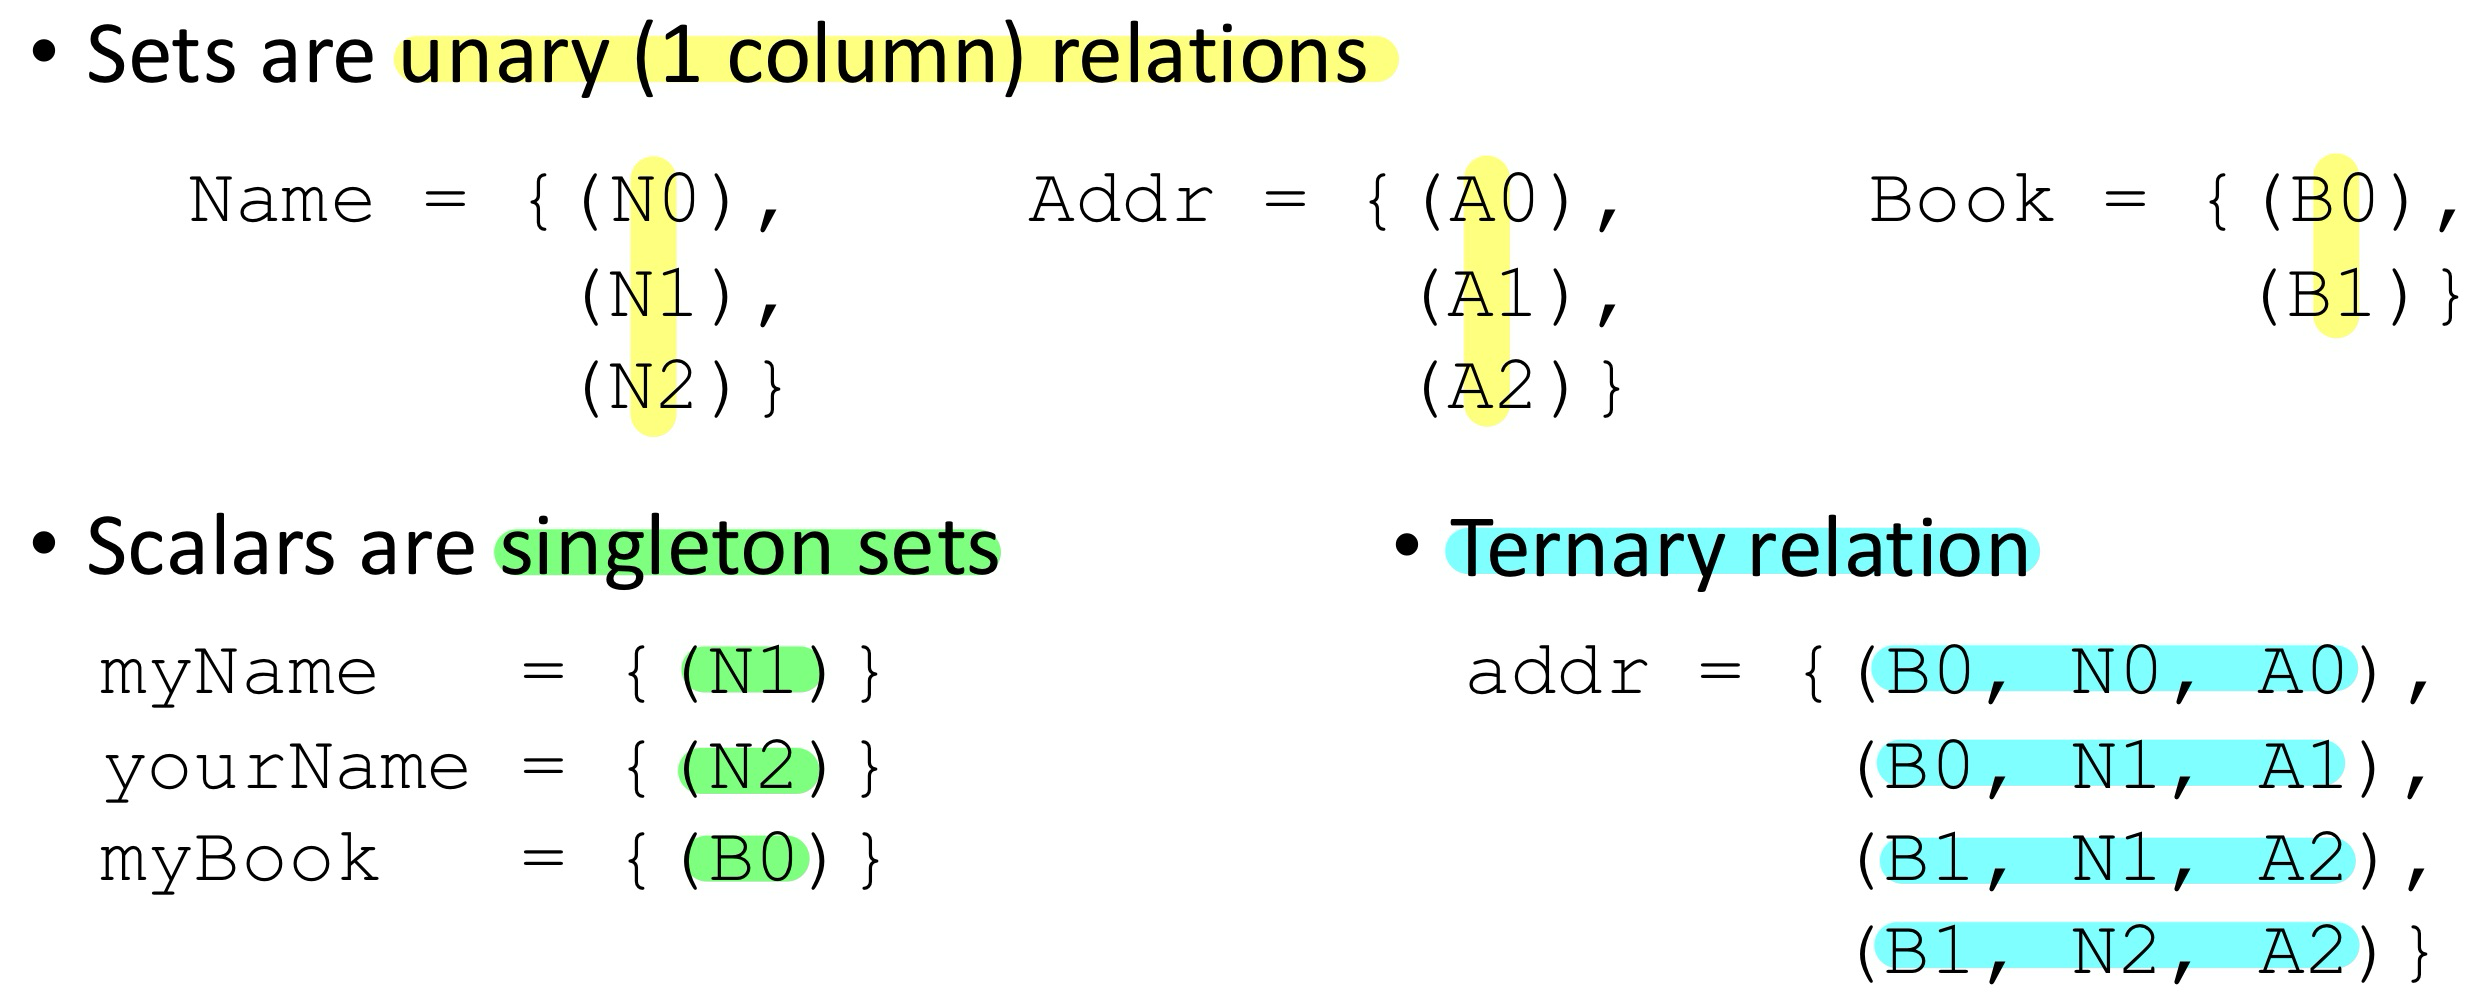 • Sets are unary (1 column) relations
Name = {(N0),   Addr = {(A0),   Book = {(B0),
(N1),   (A1),   (B1)}
(N2)}   (A2)}
• Scalars are singleton sets
myName = {(N1)}
yourName = {(N2)}
myBook = {(B0)}
• Ternary relation
addr = {(B0, N0, A0),
(B0, N1, A1),
(B1, N1, A2),
(B1, N2, A2)}